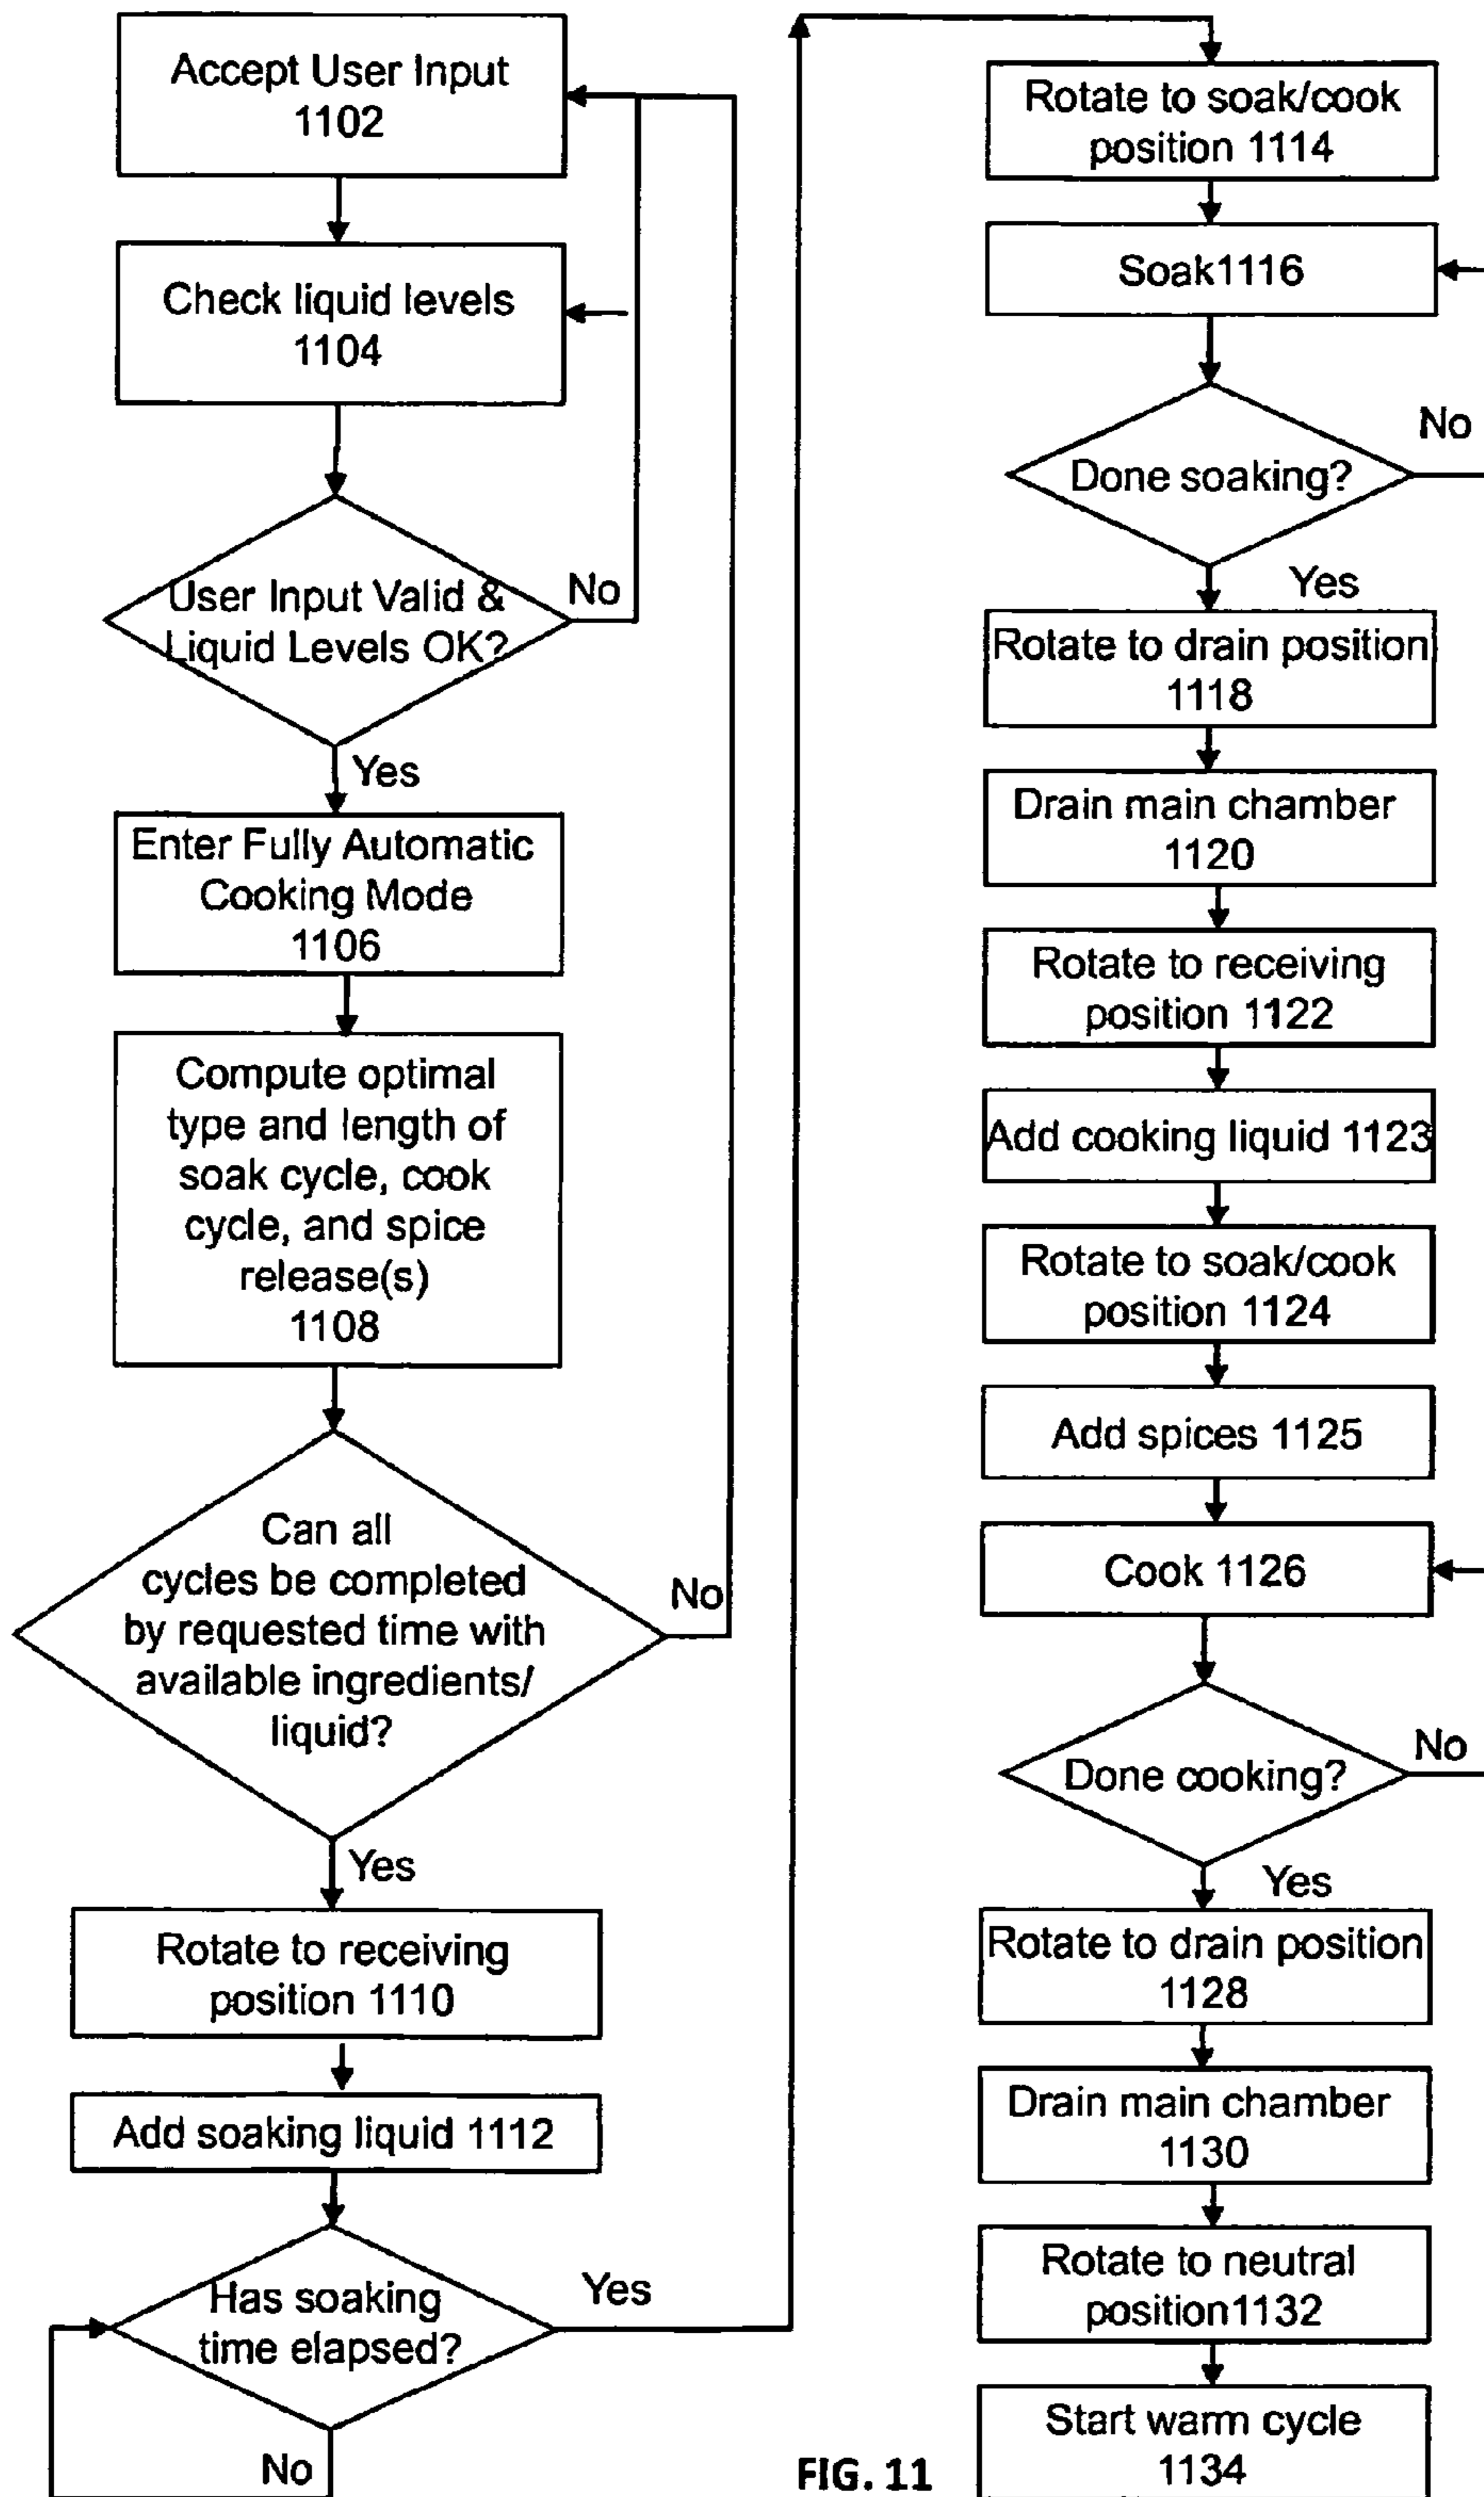 Accept User Input
1102
Check liquid levels
1104
User Input Valid &
Liquid Levels OK?
No
Yes
Enter Fully Automatic
Cooking Mode
1106
Compute optimal
type and length of
soak cycle, cook
cycle, and spice
release(s)
1108
Can all
cycles be completed
by requested time with
available ingredients/
liquid?
No
Yes
Rotate to receiving
position 1110
Add soaking liquid 1112
Has soaking
time elapsed?
Yes
No
Rotate to soak/cook
position 1114
Soak1116
Done soaking?
No
Yes
Rotate to drain position
1118
Drain main chamber
1120
Rotate to receiving
position 1122
Add cooking liquid 1123
Rotate to soak/cook
position 1124
Add spices 1125
Cook 1126
Done cooking?
No
Yes
Rotate to drain position
1128
Drain main chamber
1130
Rotate to neutral
position1132
Start warm cycle
1134
FIG. 11